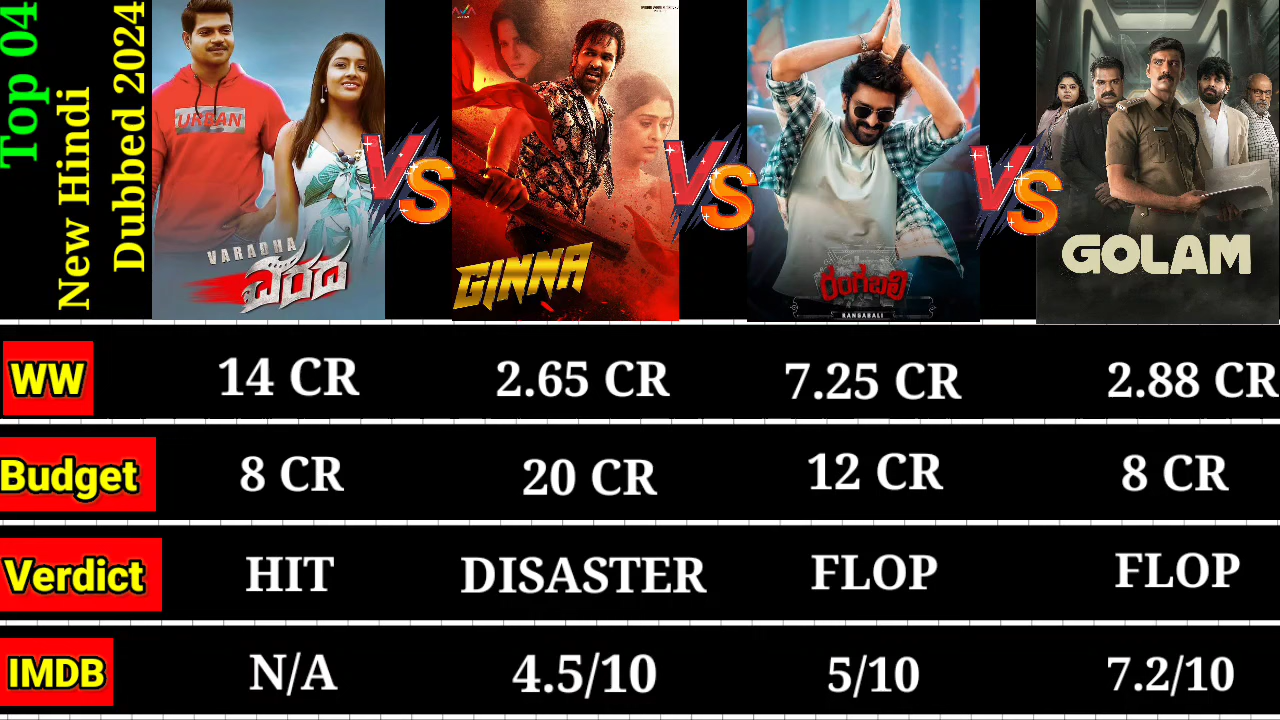 Top 04
New Hindi
Dubbed 2024
URBAN
VARADHA
ವರದ
VS
GINNA
VS
ರಂಗಬಲಿ
RANGABALI
VS
GOLAM
WW 14 CR 2.65 CR 7.25 CR 2.88 CR
Budget 8 CR 20 CR 12 CR 8 CR
Verdict HIT DISASTER FLOP FLOP
IMDB N/A 4.5/10 5/10 7.2/10